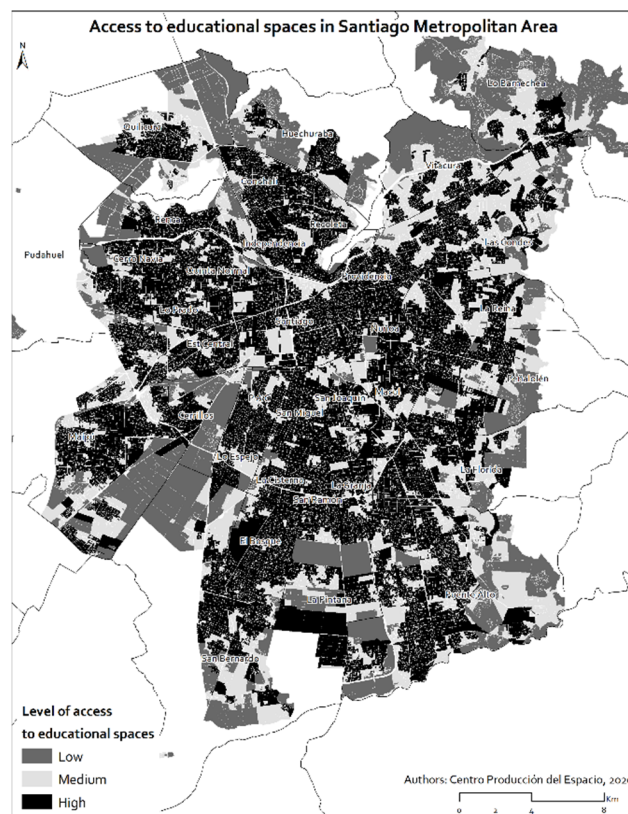 Access to educational spaces in Santiago Metropolitan Area
N
Lo Barnechea
Quilicura
Huechuraba
Vitacura
Conchalí
Renca
Recoleta
Independencia
Las Condes
Pudahuel
Cerro Navia
Quinta Normal
Providencia
Lo Prado
Santiago
Ñuñoa
La Reina
Est Central
Peñalolén
Macul
San Joaquín
Cerrillos
San Miguel
Maipú
Lo Espejo
La Florida
La Cisterna
La Granja
San Ramón
El Bosque
La Pintana
Puente Alto
San Bernardo
Level of access
to educational spaces
Low
Medium
High
Authors: Centro Producción del Espacio, 2020
Km
0 2 4 8